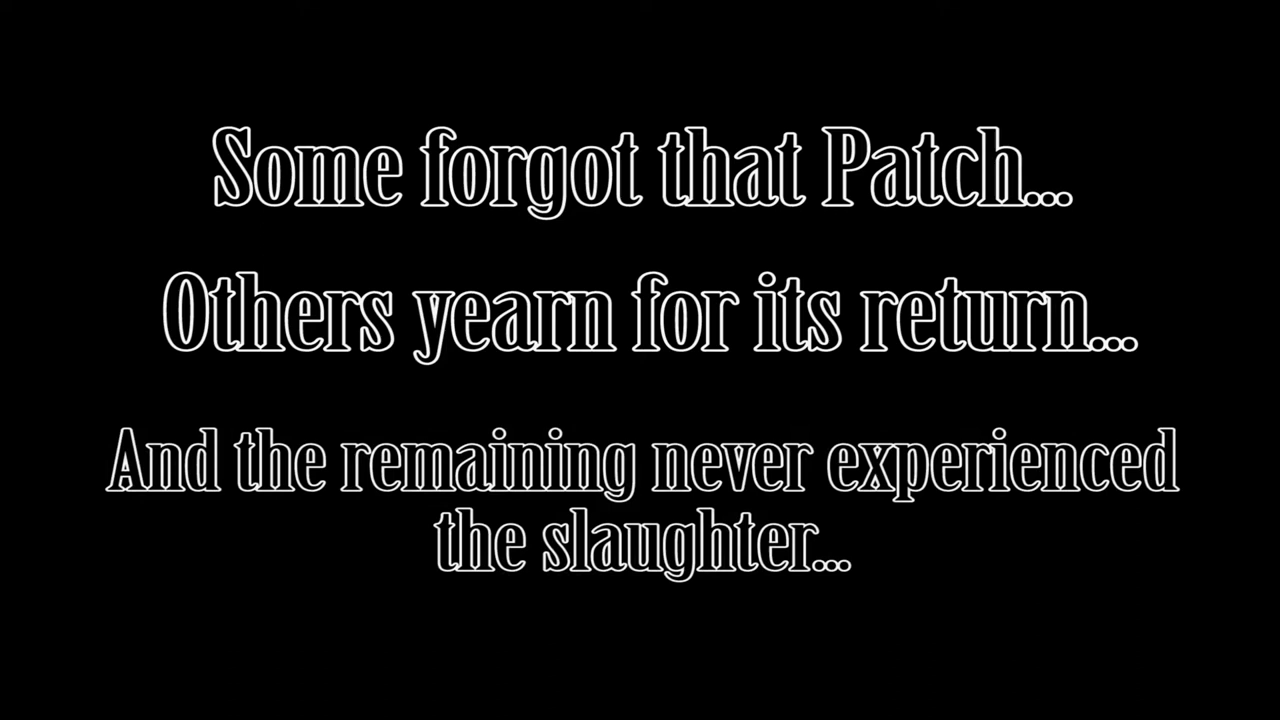 Some forgot that Patch...
Others yearn for its return...
And the remaining never experienced
the slaughter...